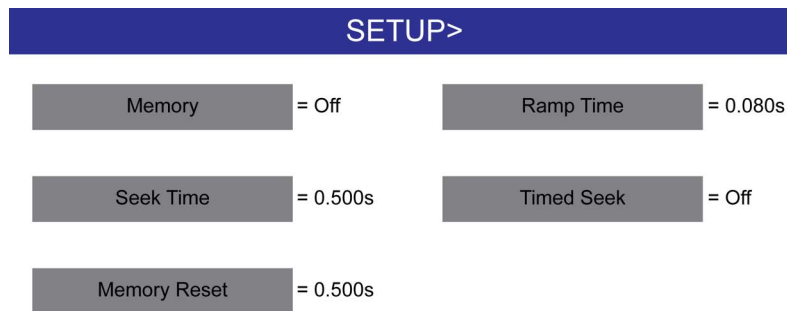 SETUP>
Memory = Off Ramp Time = 0.080s
Seek Time = 0.500s Timed Seek = Off
Memory Reset = 0.500s